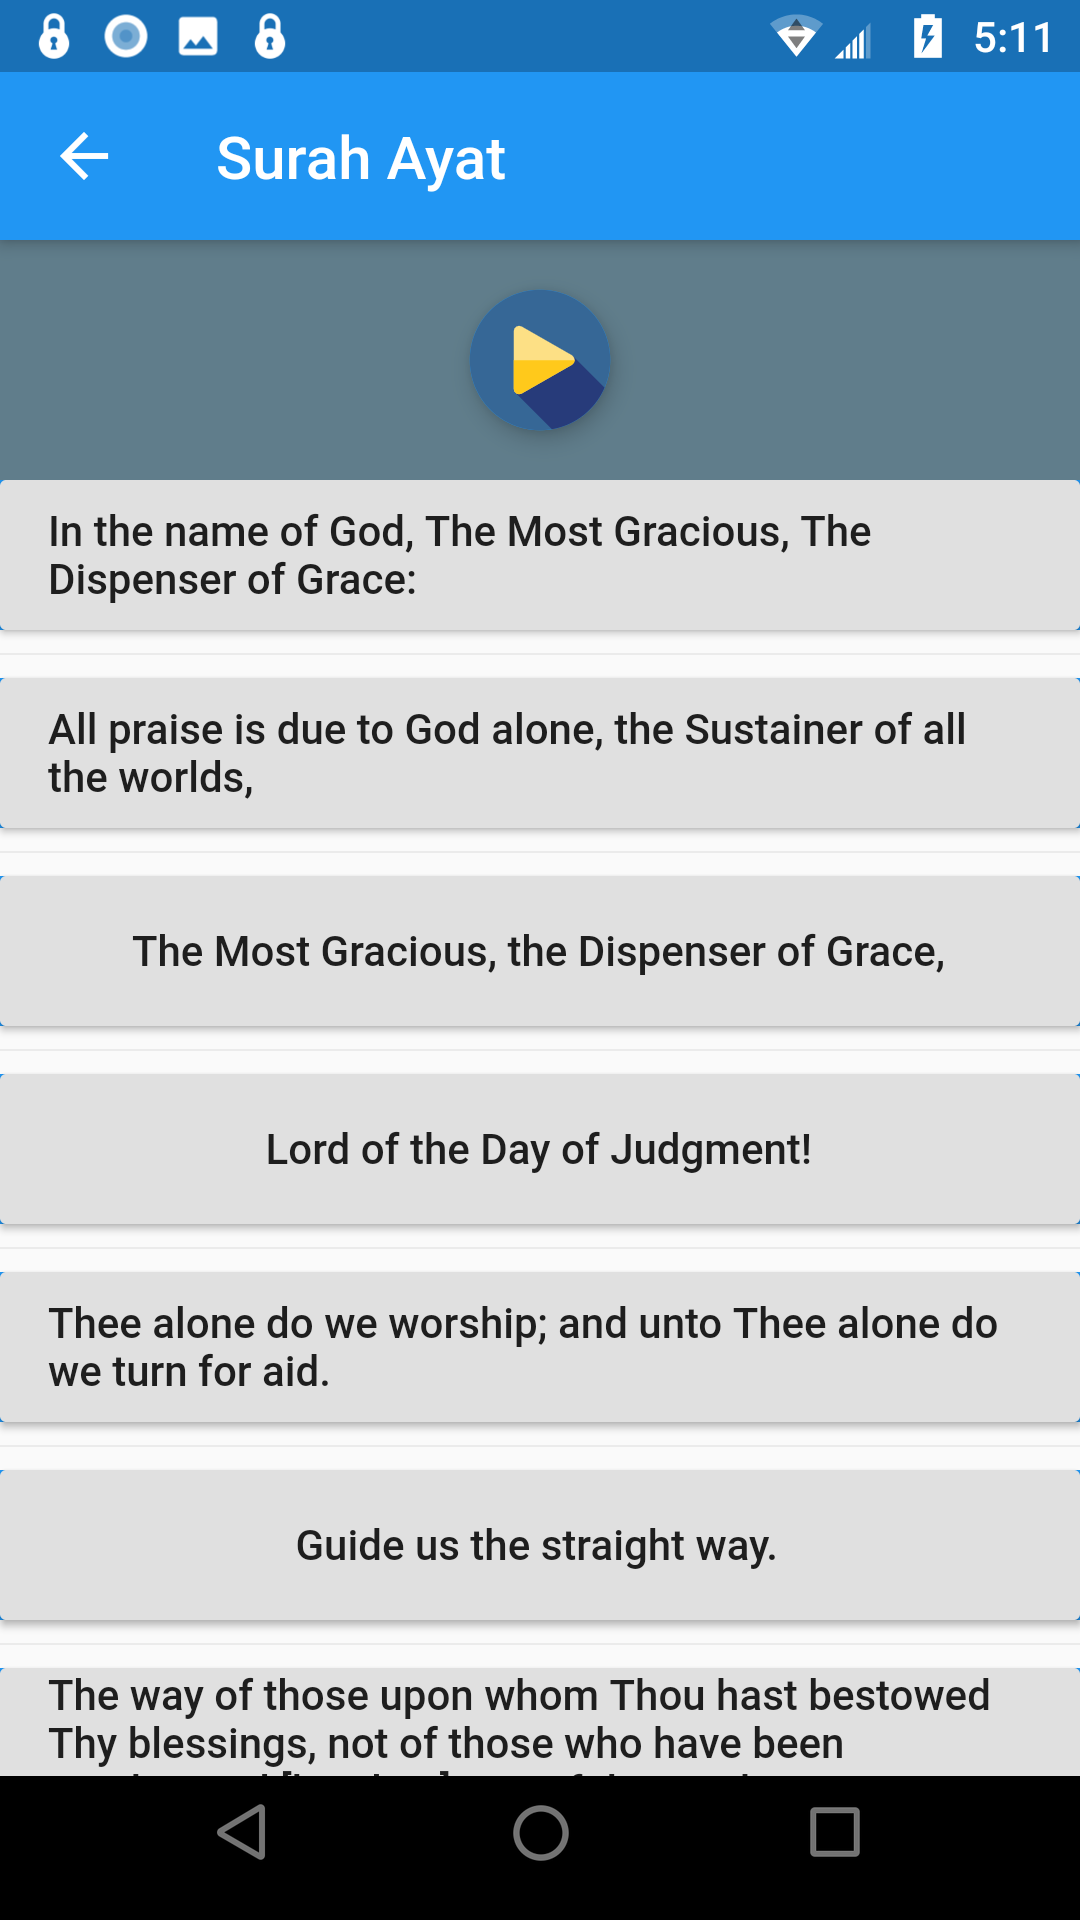 5:11
Surah Ayat
In the name of God, The Most Gracious, The
Dispenser of Grace:
All praise is due to God alone, the Sustainer of all
the worlds,
The Most Gracious, the Dispenser of Grace,
Lord of the Day of Judgment!
Thee alone do we worship; and unto Thee alone do
we turn for aid.
Guide us the straight way.
The way of those upon whom Thou hast bestowed
Thy blessings, not of those who have been